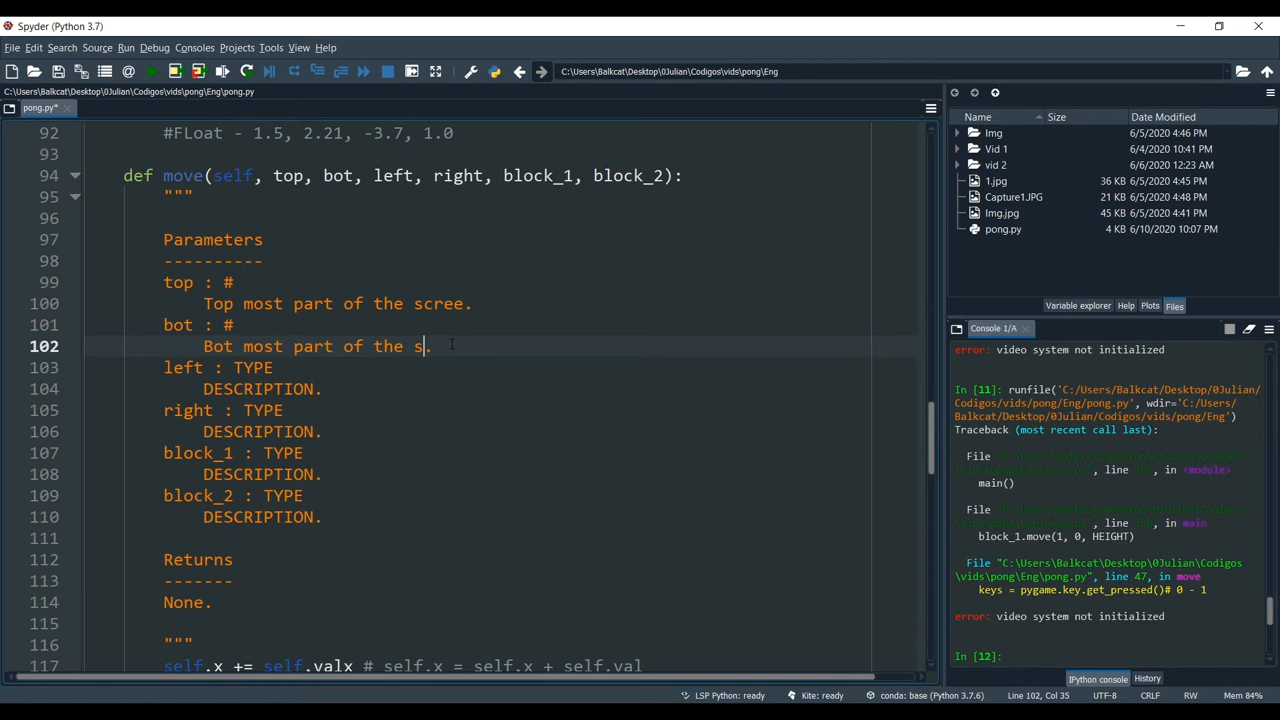 Spyder (Python 3.7)
File Edit Search Source Run Debug Consoles Projects Tools View Help
C:\Users\Balkcat\Desktop\0Julian\Codigos\vids\pong\Eng
C:\Users\Balkcat\Desktop\0Julian\Codigos\vids\pong\Eng\pong.py
pong.py*
92 #FLoat - 1.5, 2.21, -3.7, 1.0
93
94 def move(self, top, bot, left, right, block_1, block_2):
95 """
96
97 Parameters
98 ----------
99 top : #
100 Top most part of the scree.
101 bot : #
102 Bot most part of the s.
103 left : TYPE
104 DESCRIPTION.
105 right : TYPE
106 DESCRIPTION.
107 block_1 : TYPE
108 DESCRIPTION.
109 block_2 : TYPE
110 DESCRIPTION.
111
112 Returns
113 -------
114 None.
115
116 """
117 self.x += self.valx # self.x = self.x + self.val
Name Size Date Modified
Img 6/5/2020 4:46 PM
Vid 1 6/4/2020 10:41 PM
vid 2 6/6/2020 12:23 AM
1.jpg 36 KB 6/5/2020 4:45 PM
Capture1.JPG 21 KB 6/5/2020 4:48 PM
Img.jpg 45 KB 6/5/2020 4:41 PM
pong.py 4 KB 6/10/2020 10:07 PM
Variable explorer Help Plots Files
Console 1/A
error: video system not initialized
In [11]: runfile('C:/Users/Balkcat/Desktop/0Julian/
Codigos/vids/pong/Eng/pong.py', wdir='C:/Users/
Balkcat/Desktop/0Julian/Codigos/vids/pong/Eng')
Traceback (most recent call last):
File "C:\Users\Balkcat\Desktop\0Julian\Codigos
\vids\pong\Eng\pong.py", line in <module>
main()
File "C:\Users\Balkcat\Desktop\0Julian\Codigos
\vids\pong\Eng\pong.py", line in main
block_1.move(1, 0, HEIGHT)
File "C:\Users\Balkcat\Desktop\0Julian\Codigos
\vids\pong\Eng\pong.py", line 47, in move
keys = pygame.key.get_pressed()# 0 - 1
error: video system not initialized
In [12]:
IPython console History
LSP Python: ready Kite: ready conda: base (Python 3.7.6) Line 102, Col 35 UTF-8 CRLF RW Mem 84%